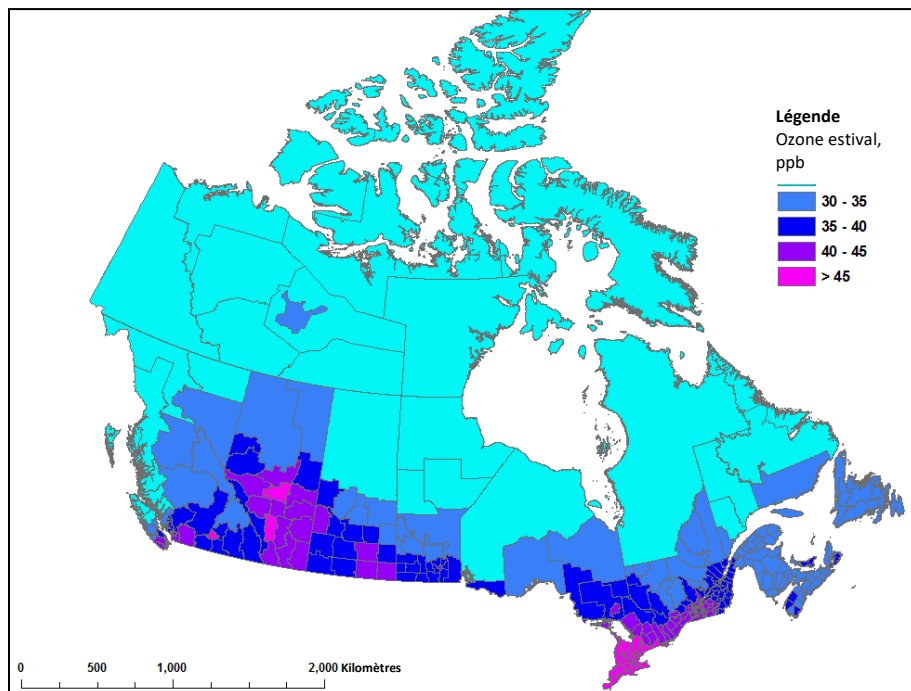 Légende
Ozone estival,
ppb
30 - 35
35 - 40
40 - 45
> 45
0 500 1,000 2,000 Kilomètres